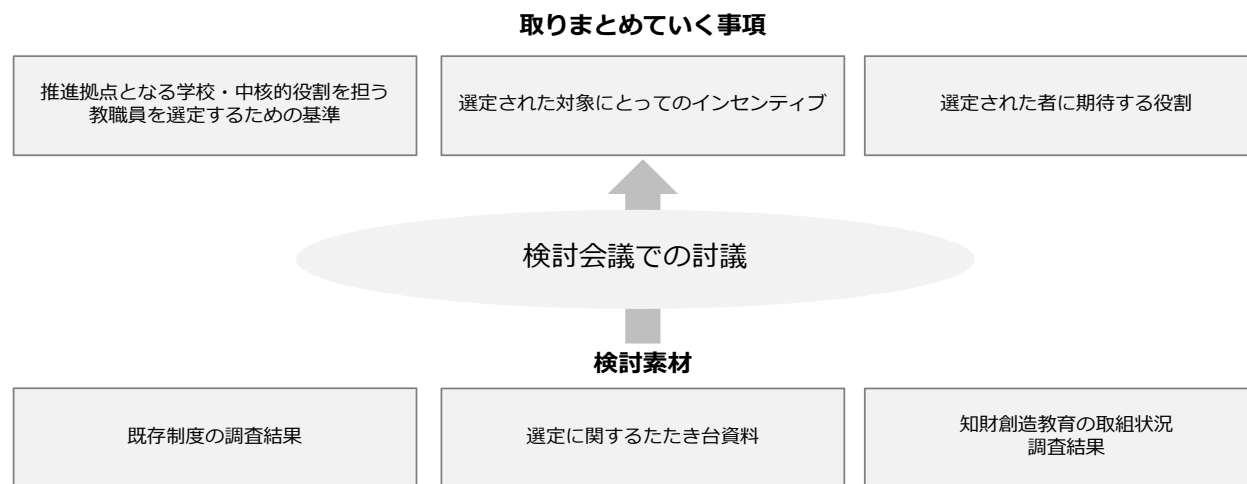 取りまとめていく事項
推進拠点となる学校・中核的役割を担う
教職員を選定するための基準
選定された対象にとってのインセンティブ
選定された者に期待する役割
検討会議での討議
検討素材
既存制度の調査結果
選定に関するたたき台資料
知財創造教育の取組状況
調査結果